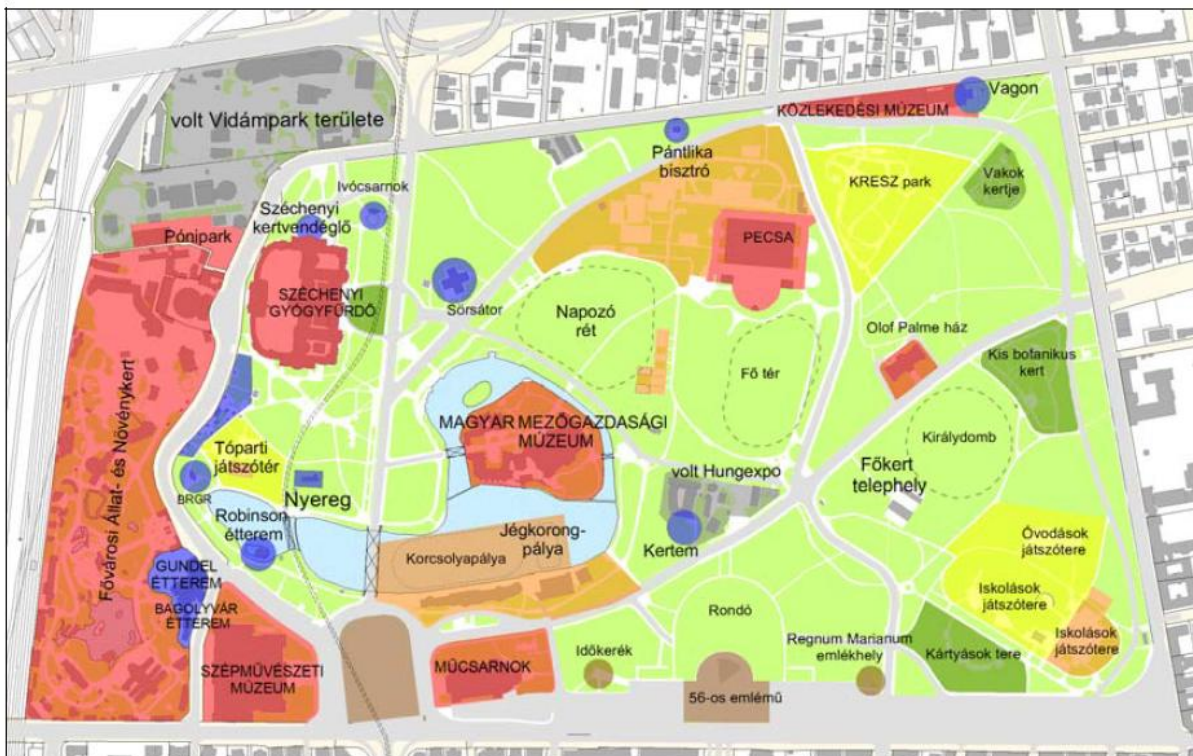 volt Vidámpark területe
Vagon
KÖZLEKEDÉSI MÚZEUM
Pántlika
bisztró
KRESZ park
Vakok
kertje
Ivócsarnok
Széchenyi
kertvendéglő
Pónipark
PECSA
SZÉCHENYI
GYÓGYFÜRDŐ
Sörsátor
Napozó
rét
Olof Palme ház
Fő tér
Kis botanikus
kert
MAGYAR MEZŐGAZDASÁGI
MÚZEUM
Királydomb
Fővárosi Állat- és Növénykert
Tóparti
játszótér
volt Hungexpo
Főkert
telephely
BRGR
Nyereg
Robinson
étterem
Jégkorong-
pálya
Korcsolyapálya
Kertem
Óvodások
játszótere
GUNDEL
ÉTTEREM
BAGOLYVÁR
ÉTTEREM
Iskolások
játszótere
Rondó
Iskolások
játszótere
Időkerék
Regnum Marianum
emlékhely
Kártyások tere
SZÉPMŰVÉSZETI
MÚZEUM
MŰCSARNOK
56-os emlémű